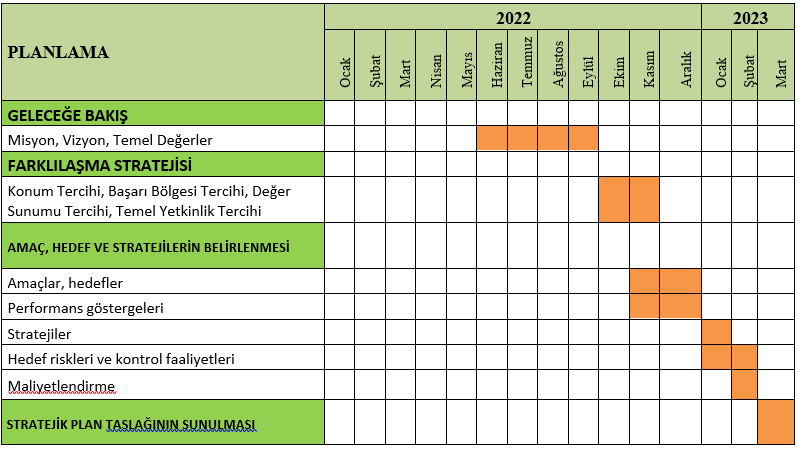 PLANLAMA
2022
2023
Ocak
Şubat
Mart
Nisan
Mayıs
Haziran
Temmuz
Ağustos
Eylül
Ekim
Kasım
Aralık
Ocak
Şubat
Mart
GELECEĞE BAKIŞ
Misyon, Vizyon, Temel Değerler
FARKLILAŞMA STRATEJİSİ
Konum Tercihi, Başarı Bölgesi Tercihi, Değer
Sunumu Tercihi, Temel Yetkinlik Tercihi
AMAÇ, HEDEF VE STRATEJİLERİN BELİRLENMESİ
Amaçlar, hedefler
Performans göstergeleri
Stratejiler
Hedef riskleri ve kontrol faaliyetleri
Maliyetlendirme
STRATEJİK PLAN TASLAĞININ SUNULMASI